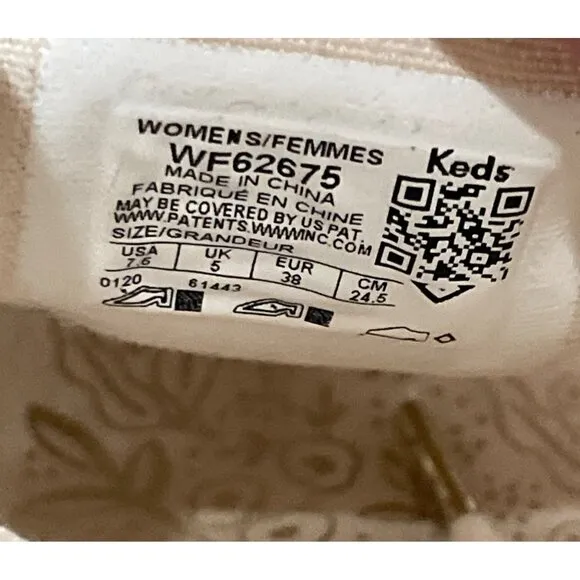 WOMENS/FEMMES
Keds
WF62675
MADE IN CHINA
FABRIQUÉ EN CHINE
MAY BE COVERED BY US PAT.
WWW.PATENTS.WWWINC.COM
SIZE/GRANDEUR
USA UK EUR CM
7.5 5 38 24.5
0120 61443